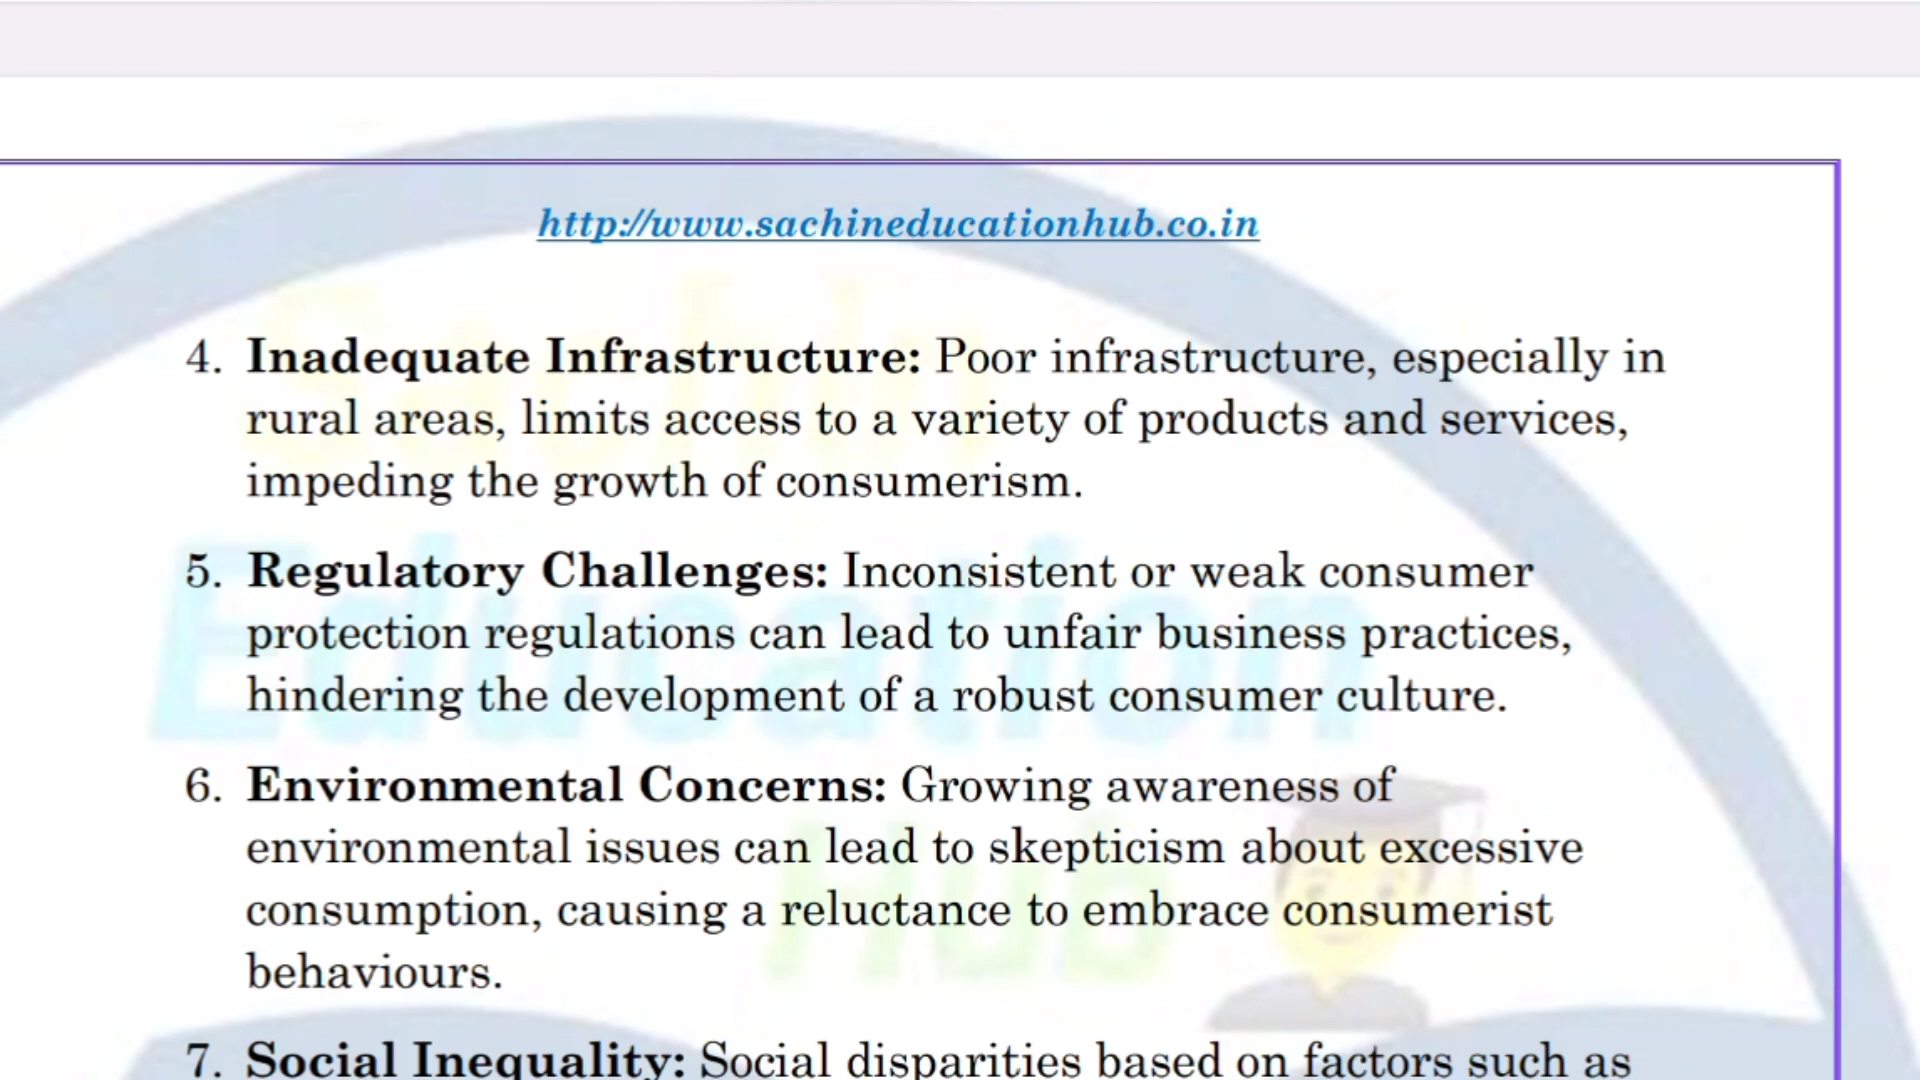 http://www.sachineducationhub.co.in
4. Inadequate Infrastructure: Poor infrastructure, especially in
rural areas, limits access to a variety of products and services,
impeding the growth of consumerism.
5. Regulatory Challenges: Inconsistent or weak consumer
protection regulations can lead to unfair business practices,
hindering the development of a robust consumer culture.
6. Environmental Concerns: Growing awareness of
environmental issues can lead to skepticism about excessive
consumption, causing a reluctance to embrace consumerist
behaviours.
7. Social Inequality: Social disparities based on factors such as
Sachin
Education
Hub